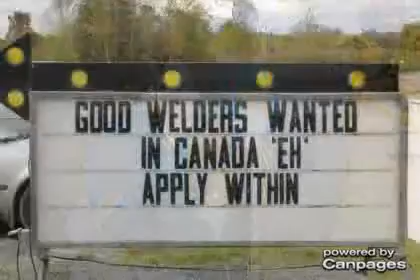 GOOD WELDERS WANTED
IN CANADA 'EH'
APPLY WITHIN
powered by
Canpages